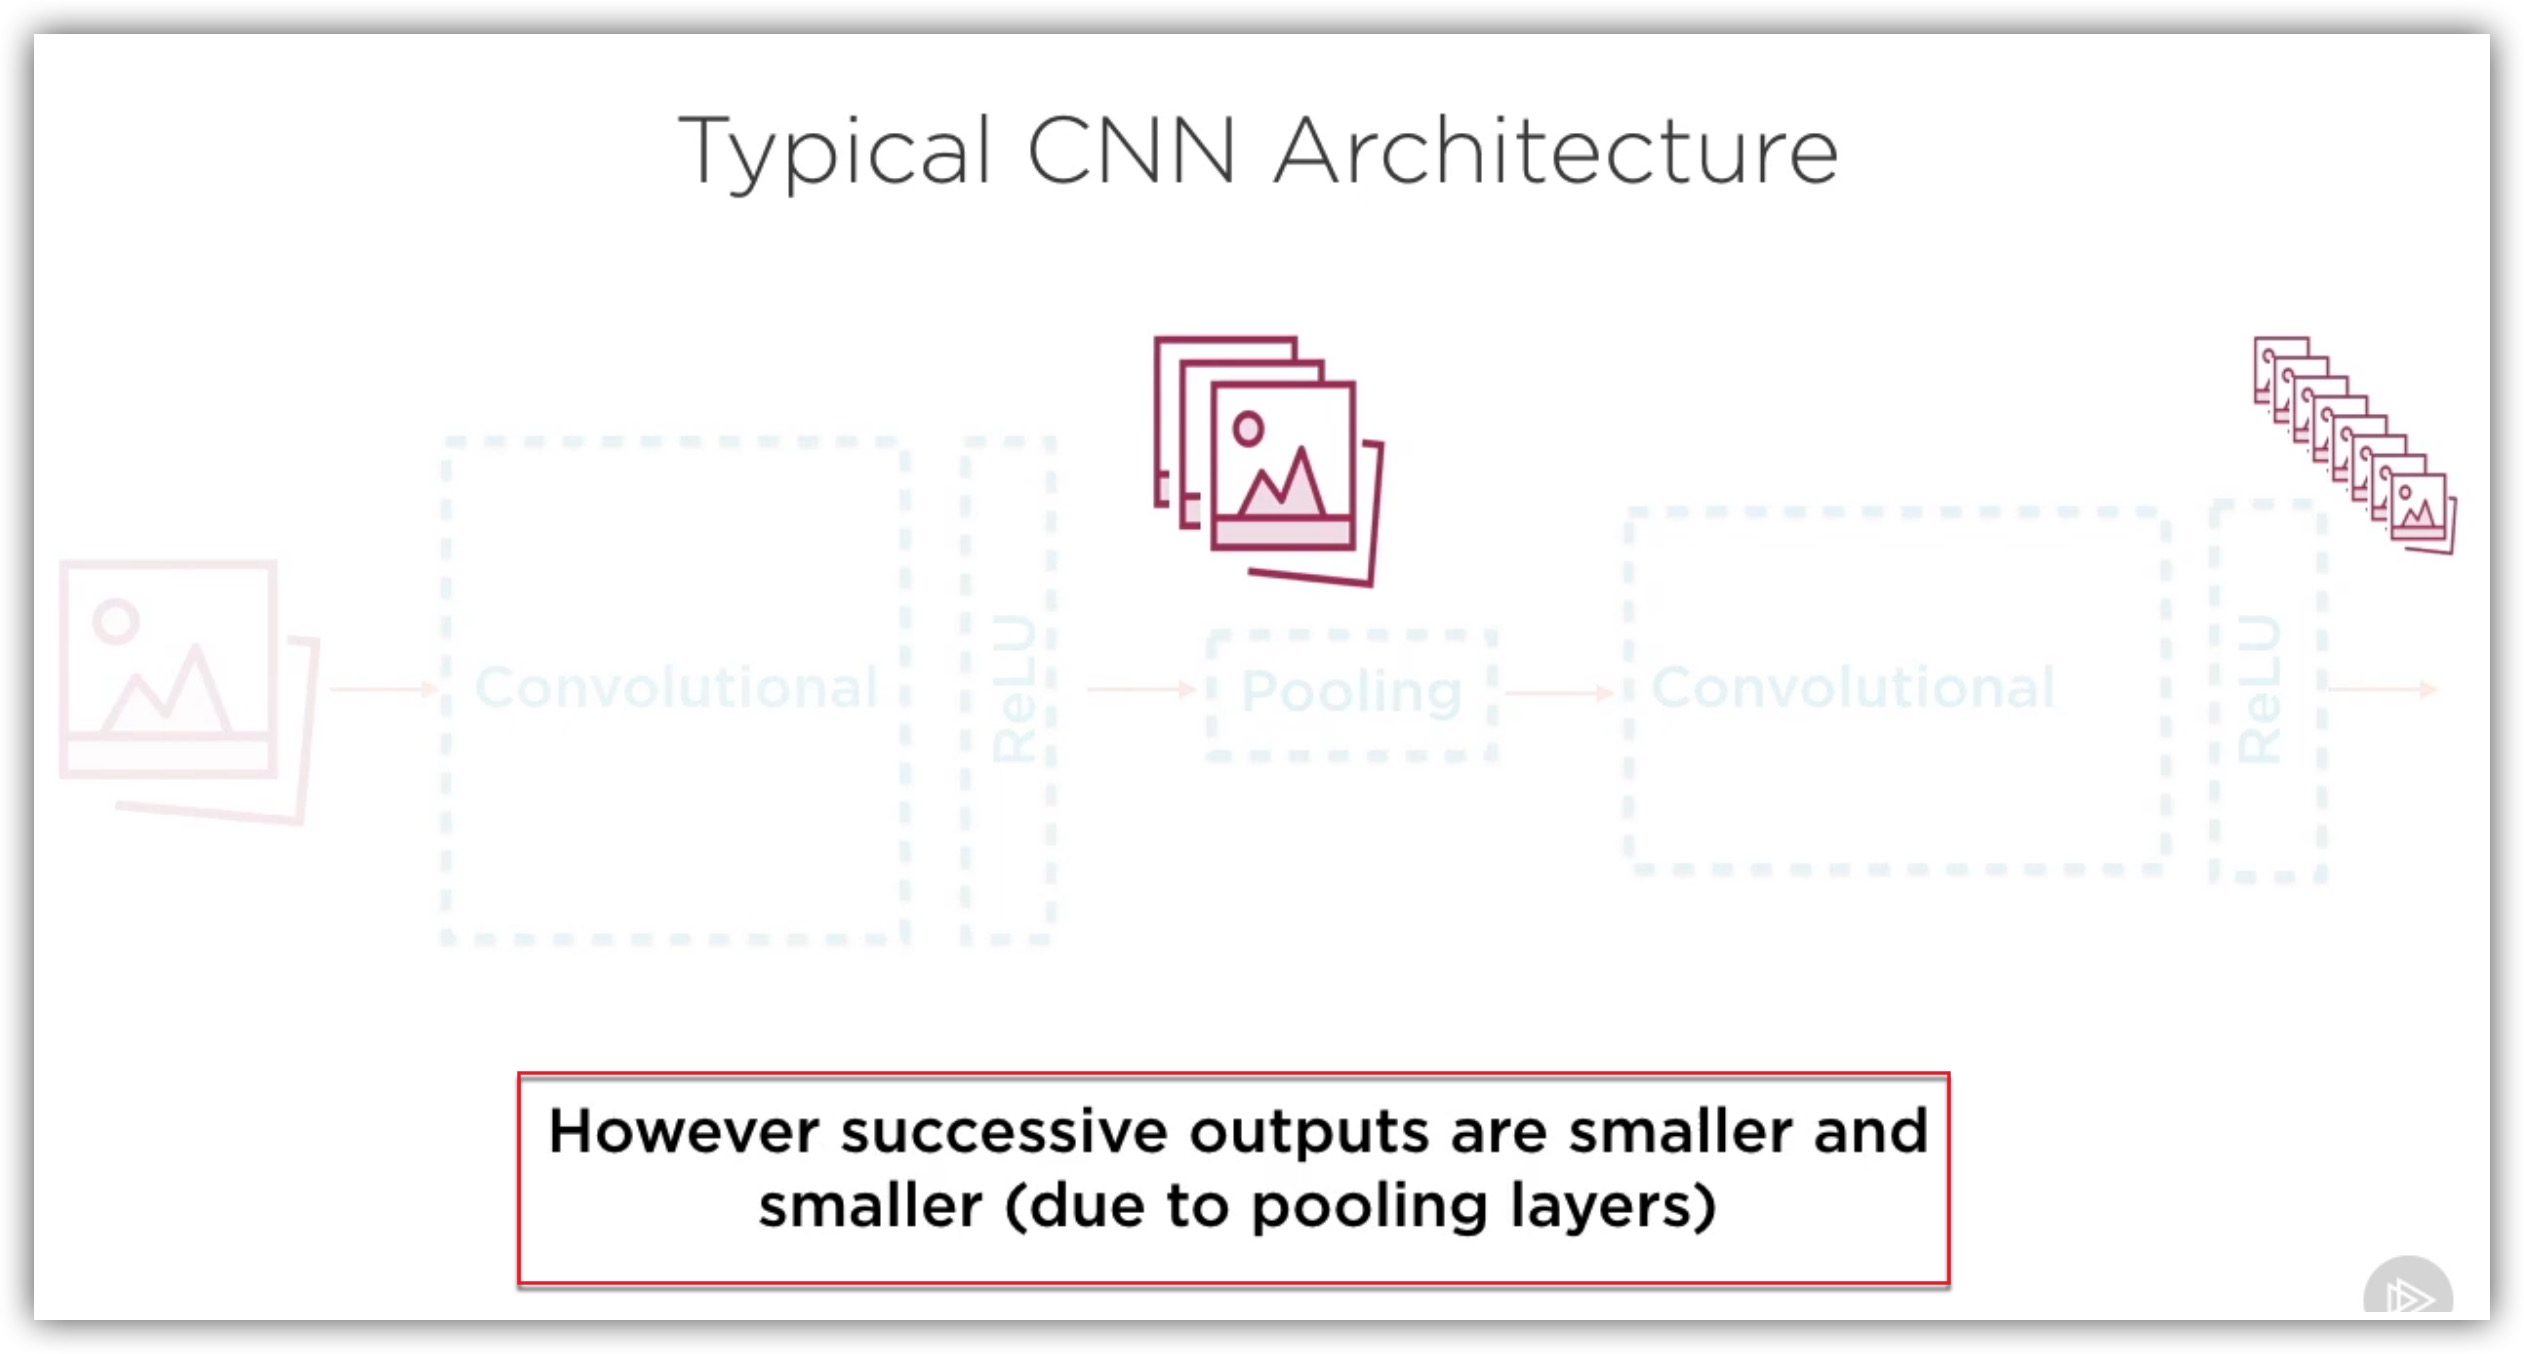 Typical CNN Architecture
Convolutional
ReLU
Pooling
Convolutional
ReLU
However successive outputs are smaller and
smaller (due to pooling layers)